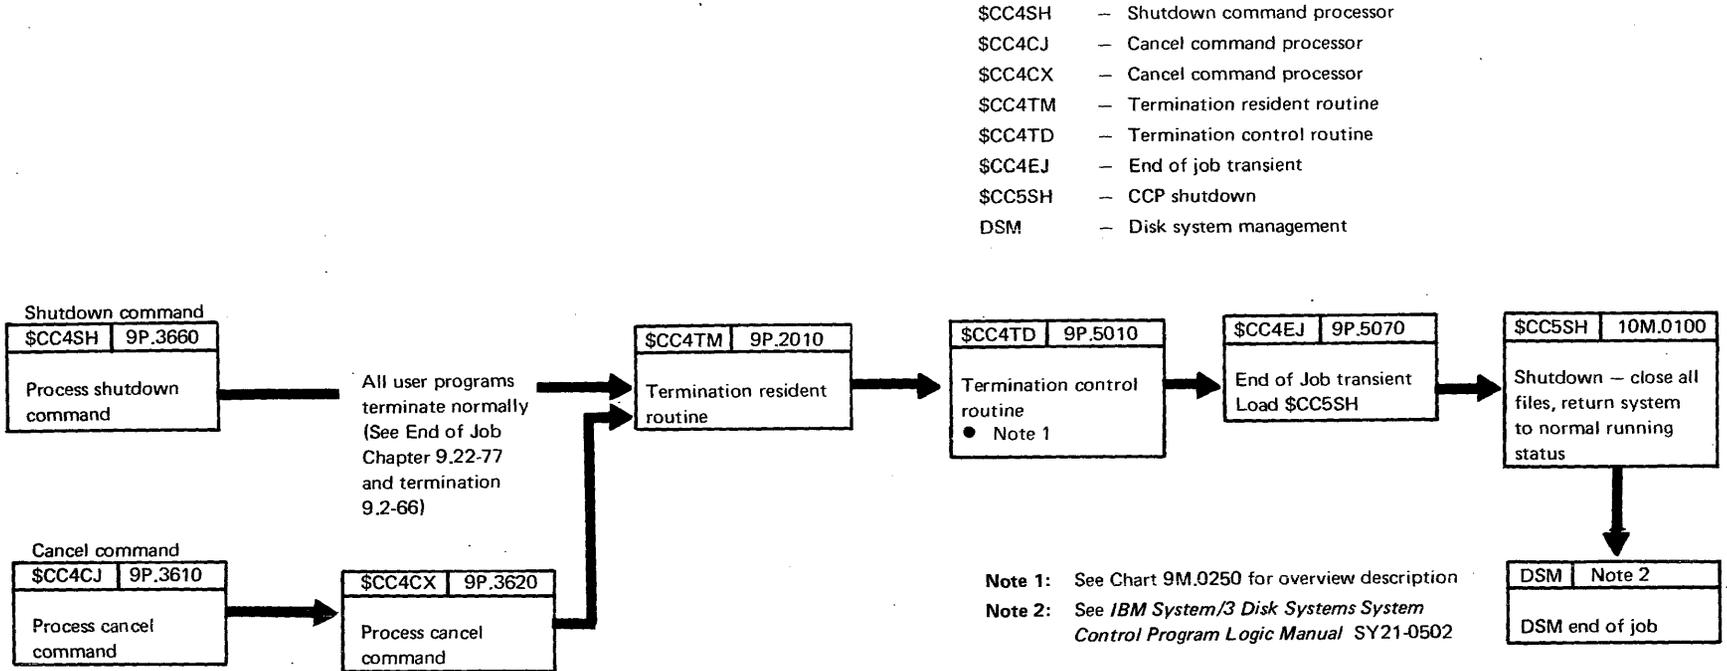 $CC4SH – Shutdown command processor
$CC4CJ – Cancel command processor
$CC4CX – Cancel command processor
$CC4TM – Termination resident routine
$CC4TD – Termination control routine
$CC4EJ – End of job transient
$CC5SH – CCP shutdown
DSM – Disk system management
Shutdown command
$CC4SH 9P.3660
Process shutdown
command
All user programs
terminate normally
(See End of Job
Chapter 9.22-77
and termination
9.2-66)
$CC4TM 9P.2010
Termination resident
routine
$CC4TD 9P.5010
Termination control
routine
● Note 1
$CC4EJ 9P.5070
End of Job transient
Load $CC5SH
$CC5SH 10M.0100
Shutdown – close all
files, return system
to normal running
status
Cancel command
$CC4CJ 9P.3610
Process cancel
command
$CC4CX 9P.3620
Process cancel
command
Note 1: See Chart 9M.0250 for overview description
Note 2: See IBM System/3 Disk Systems System
Control Program Logic Manual SY21-0502
DSM Note 2
DSM end of job